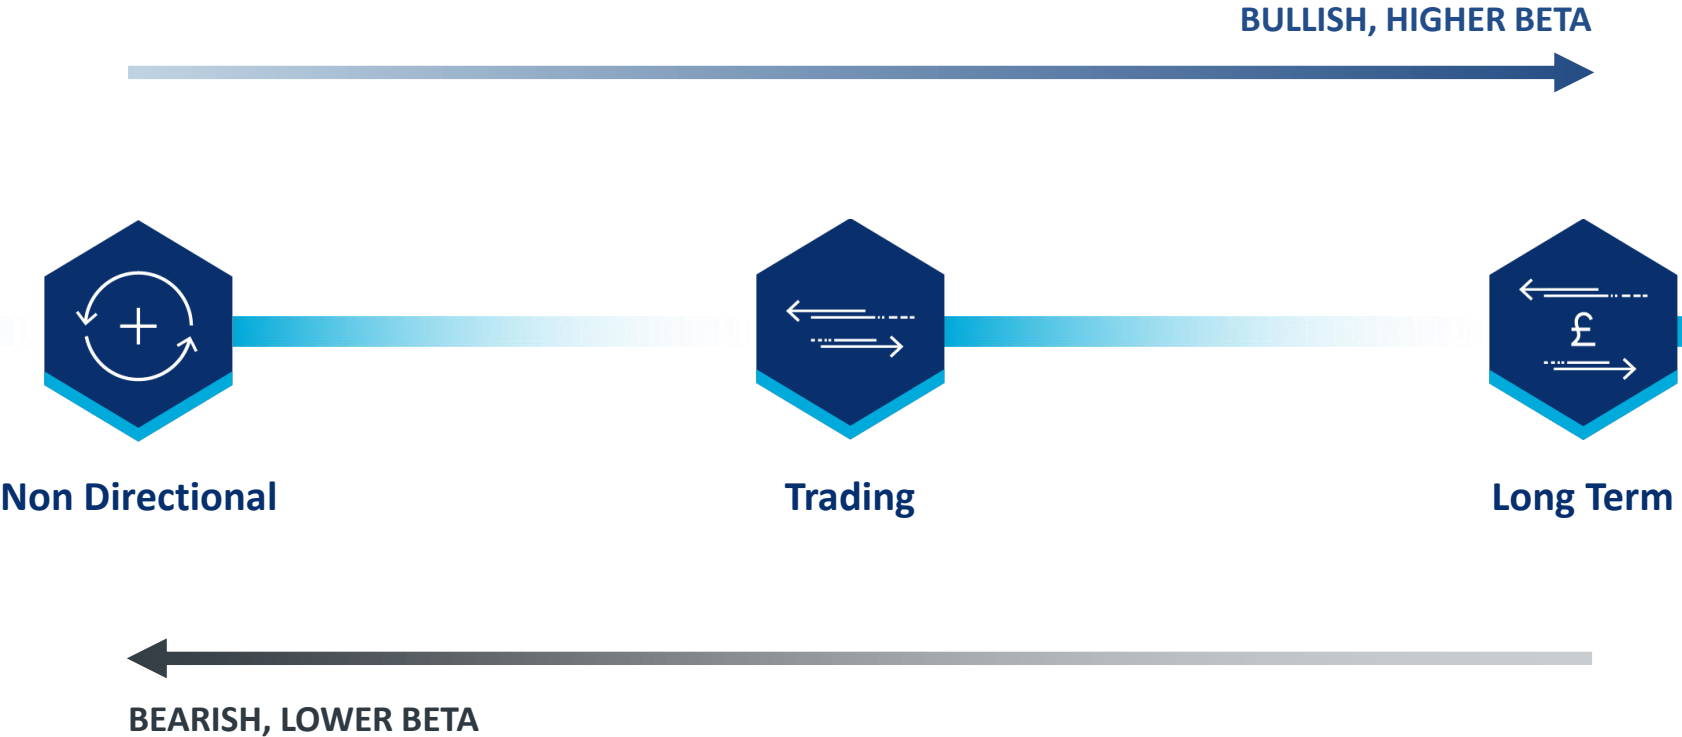 BULLISH, HIGHER BETA
£
Non Directional
Trading
Long Term
BEARISH, LOWER BETA